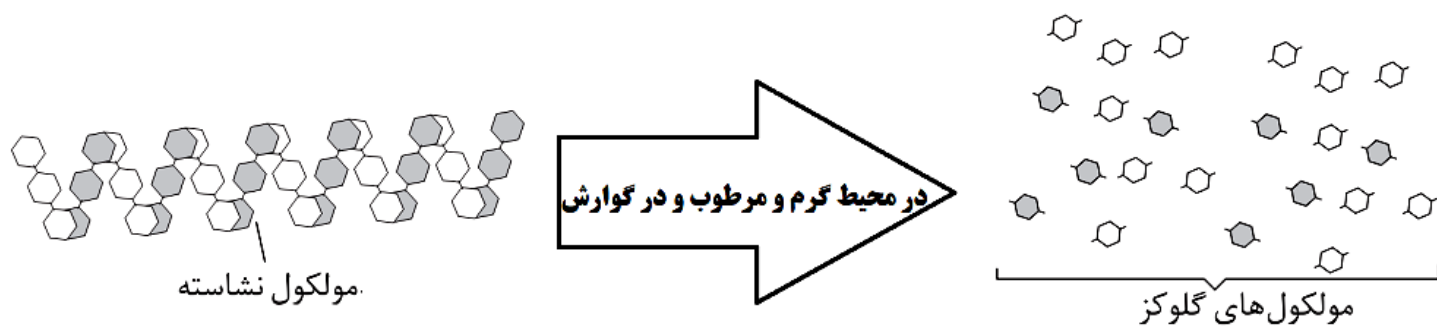 در محیط گرم و مرطوب و در گوارش
مولکول نشاسته.
مولکول‌های گلوکز